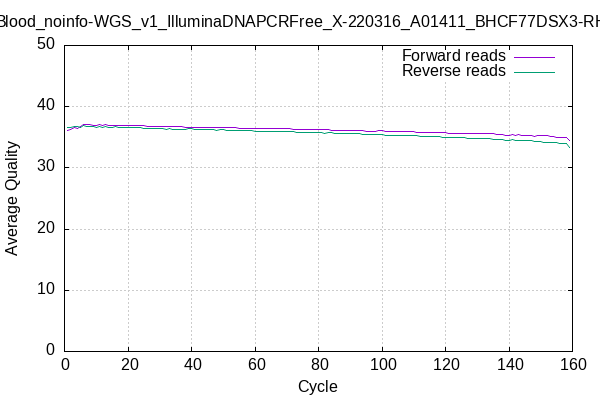 Blood_noinfo-WGS_v1_IlluminaDNAPCRFree_X-220316_A01411_BHCF77DSX3-RH
Forward reads
Reverse reads
50
40
30
20
10
0
0 20 40 60 80 100 120 140 160
Average Quality
Cycle